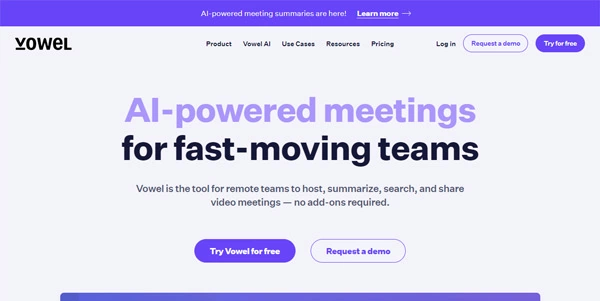 AI-powered meeting summaries are here! Learn more →
vowel Product Vowel AI Use Cases Resources Pricing Log in Request a demo Try for free
AI-powered meetings
for fast-moving teams
Vowel is the tool for remote teams to host, summarize, search, and share
video meetings — no add-ons required.
Try Vowel for free Request a demo